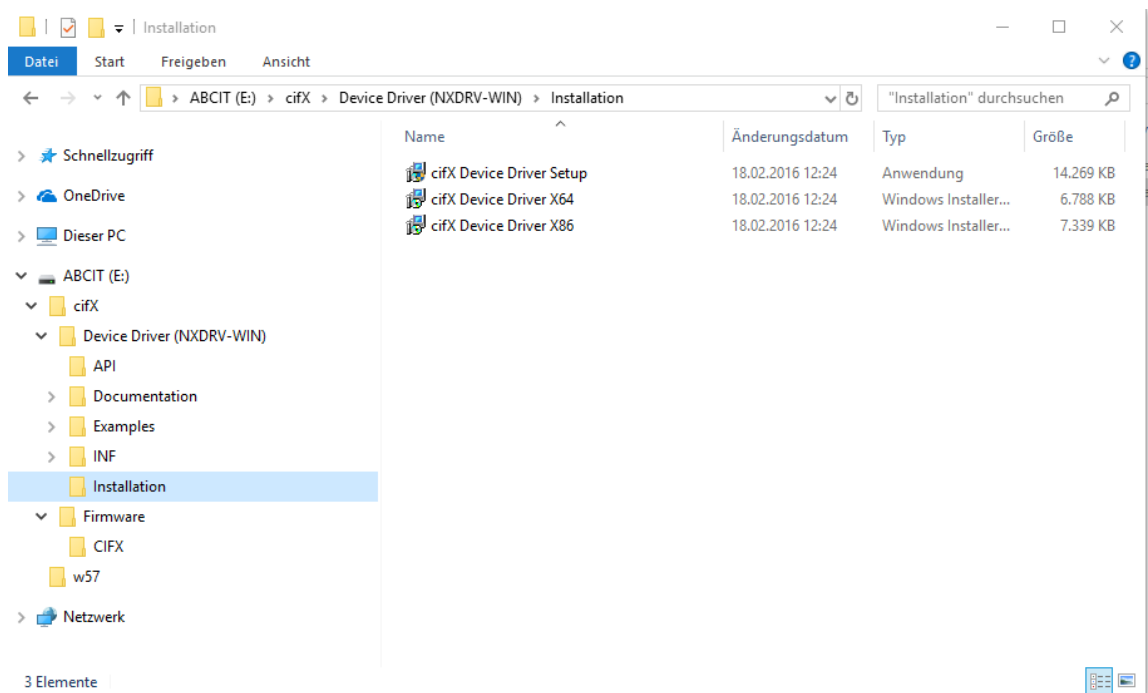 Installation
Datei Start Freigeben Ansicht
ABCIT (E:) cifX Device Driver (NXDRV-WIN) Installation "Installation" durchsuchen
Name Änderungsdatum Typ Größe
Schnellzugriff
OneDrive
Dieser PC
ABCIT (E:)
cifX
Device Driver (NXDRV-WIN)
API
Documentation
Examples
INF
Installation
Firmware
CIFX
w57
Netzwerk
cifX Device Driver Setup 18.02.2016 12:24 Anwendung 14.269 KB
cifX Device Driver X64 18.02.2016 12:24 Windows Installer... 6.788 KB
cifX Device Driver X86 18.02.2016 12:24 Windows Installer... 7.339 KB
3 Elemente